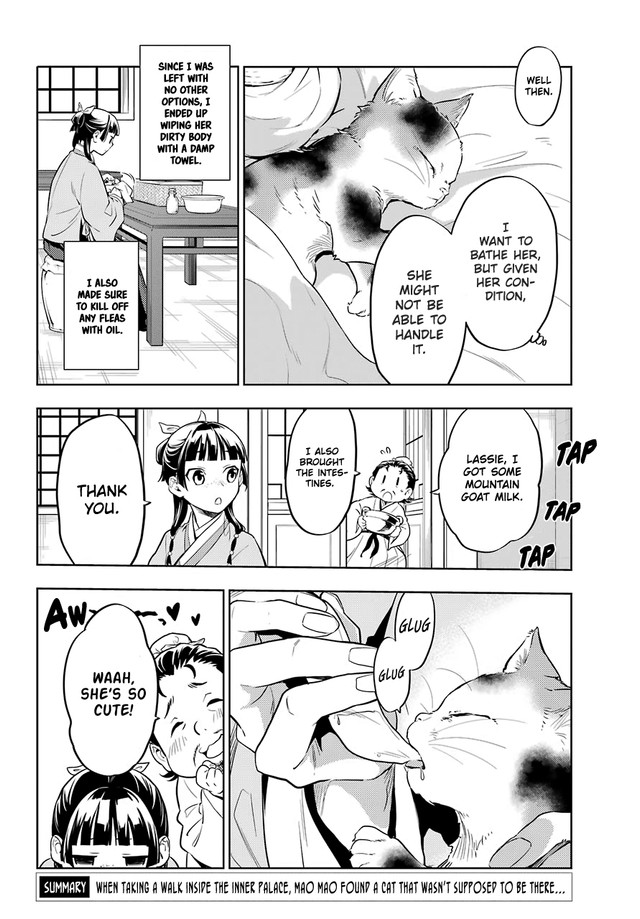 WELL
THEN.
I
WANT TO
BATHE HER,
BUT GIVEN
HER CON-
DITION,
SHE
MIGHT
NOT BE
ABLE TO
HANDLE
IT.
SINCE I WAS
LEFT WITH
NO OTHER
OPTIONS, I
ENDED UP
WIPING HER
DIRTY BODY
WITH A DAMP
TOWEL.
I ALSO
MADE SURE
TO KILL OFF
ANY FLEAS
WITH OIL.
TAP
TAP
TAP
LASSIE, I
GOT SOME
MOUNTAIN
GOAT MILK.
I ALSO
BROUGHT
THE INTES-
TINES.
THANK
YOU.
GLUG
GLUG
AW
WAAH,
SHE'S SO
CUTE!
SUMMARY WHEN TAKING A WALK INSIDE THE INNER PALACE, MAO MAO FOUND A CAT THAT WASN'T SUPPOSED TO BE THERE...